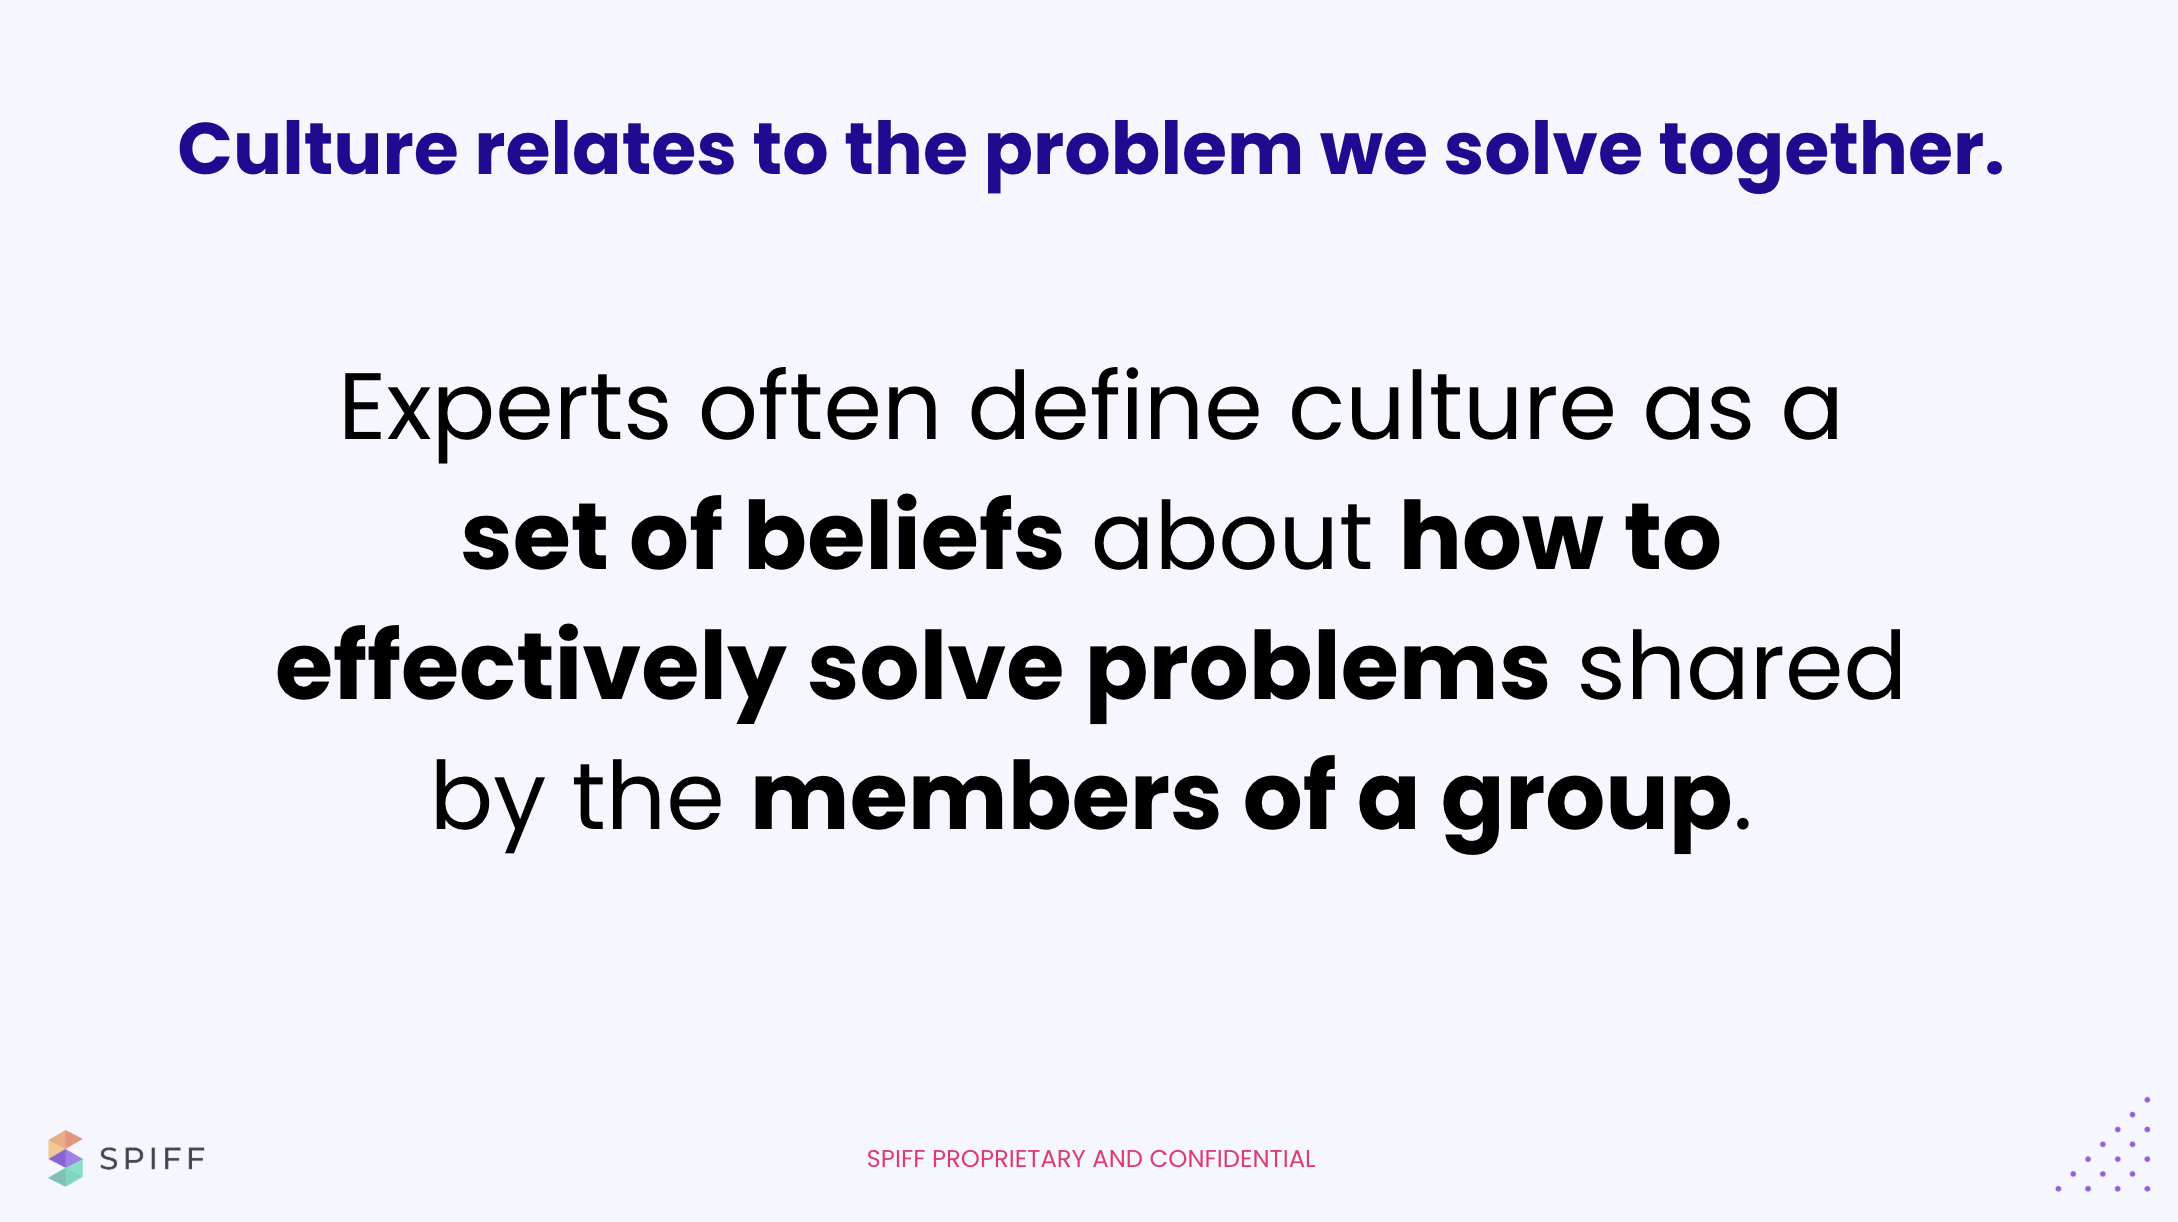 Culture relates to the problem we solve together.
Experts often define culture as a
set of beliefs about how to
effectively solve problems shared
by the members of a group.
SPIFF
SPIFF PROPRIETARY AND CONFIDENTIAL